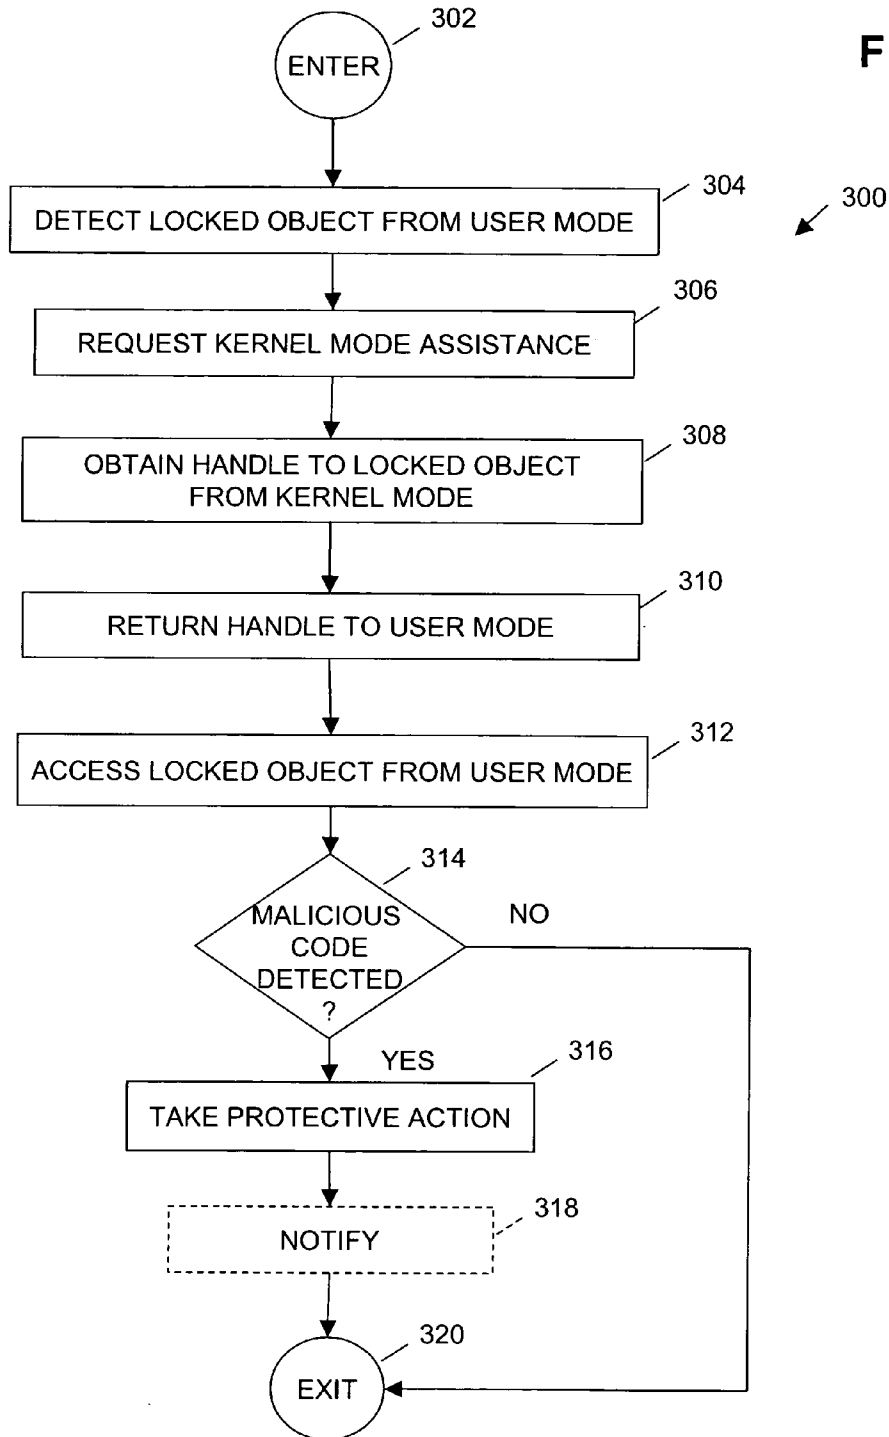 302
F
ENTER
304
300
DETECT LOCKED OBJECT FROM USER MODE
306
REQUEST KERNEL MODE ASSISTANCE
308
OBTAIN HANDLE TO LOCKED OBJECT
FROM KERNEL MODE
310
RETURN HANDLE TO USER MODE
312
ACCESS LOCKED OBJECT FROM USER MODE
314
MALICIOUS
CODE
DETECTED
?
NO
YES
316
TAKE PROTECTIVE ACTION
318
NOTIFY
320
EXIT